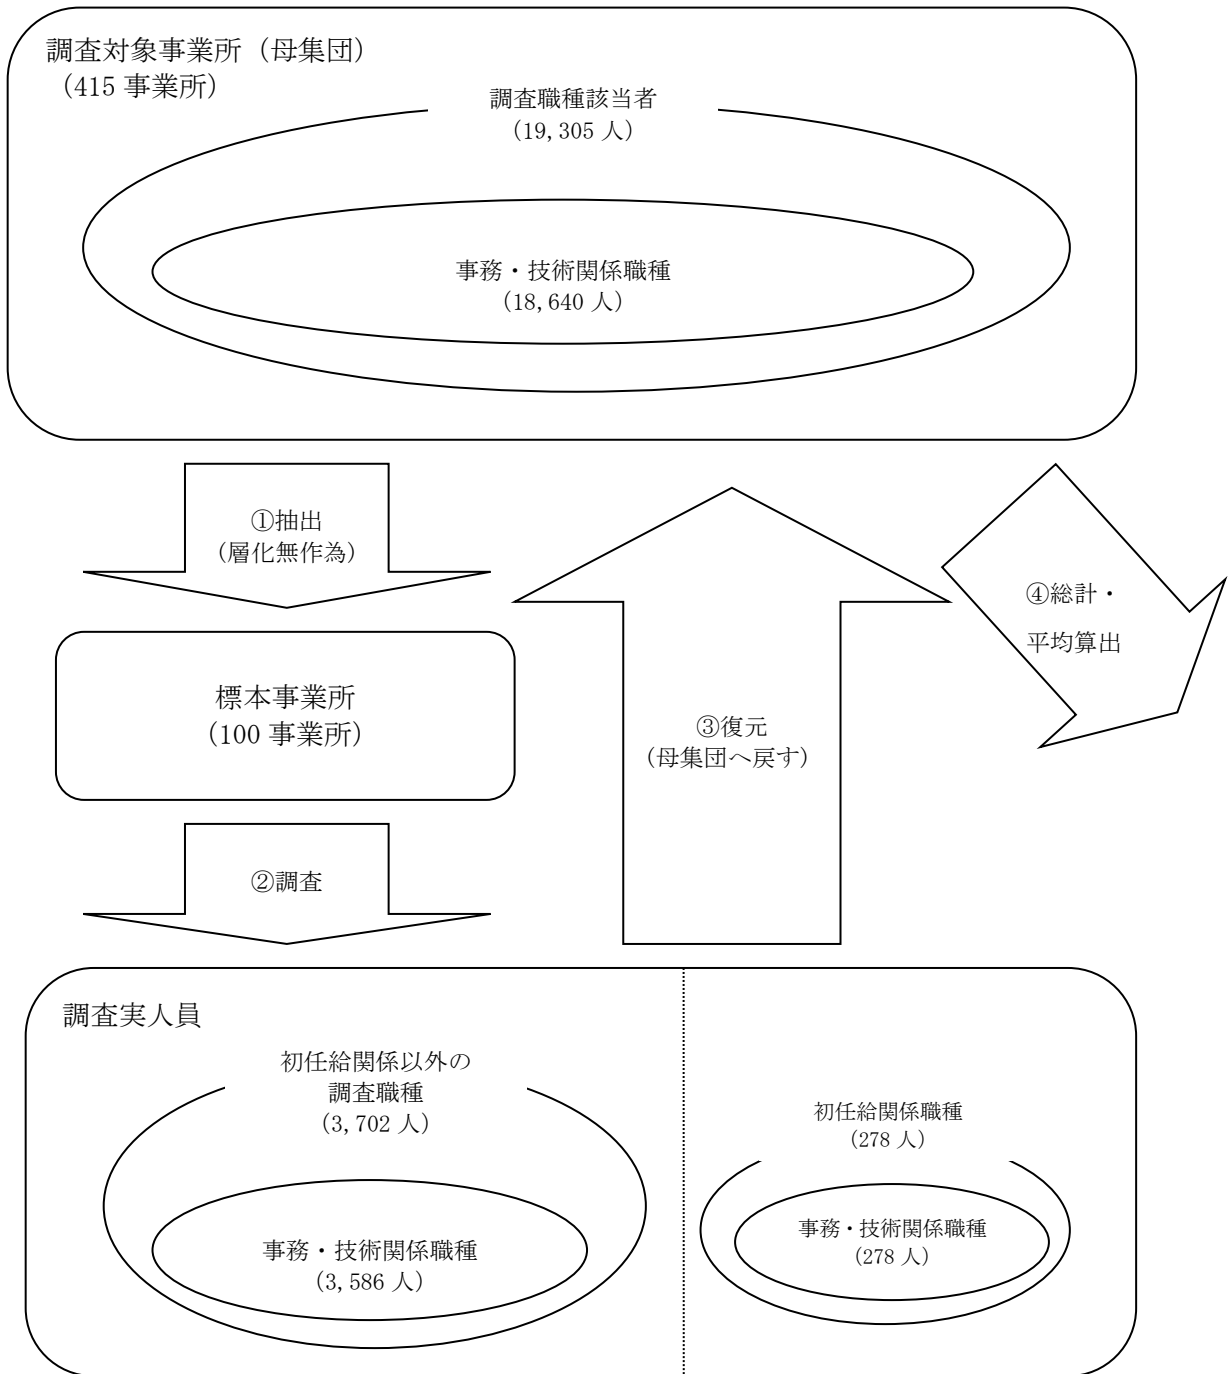 調査対象事業所（母集団）
（415 事業所）
調査職種該当者
（19,305 人）
事務・技術関係職種
（18,640 人）
①抽出
（層化無作為）
標本事業所
（100 事業所）
②調査
③復元
（母集団へ戻す）
④総計・
平均算出
調査実人員
初任給関係以外の
調査職種
（3,702 人）
事務・技術関係職種
（3,586 人）
初任給関係職種
（278 人）
事務・技術関係職種
（278 人）